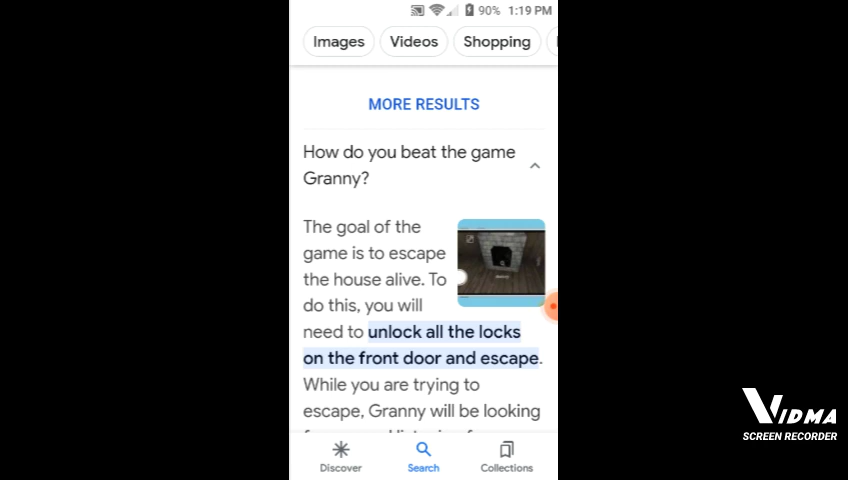 90% 1:19 PM
Images Videos Shopping
MORE RESULTS
How do you beat the game
Granny?
The goal of the
game is to escape
the house alive. To
do this, you will
need to unlock all the locks
on the front door and escape.
While you are trying to
escape, Granny will be looking
Discover Search Collections
VIDMA
SCREEN RECORDER